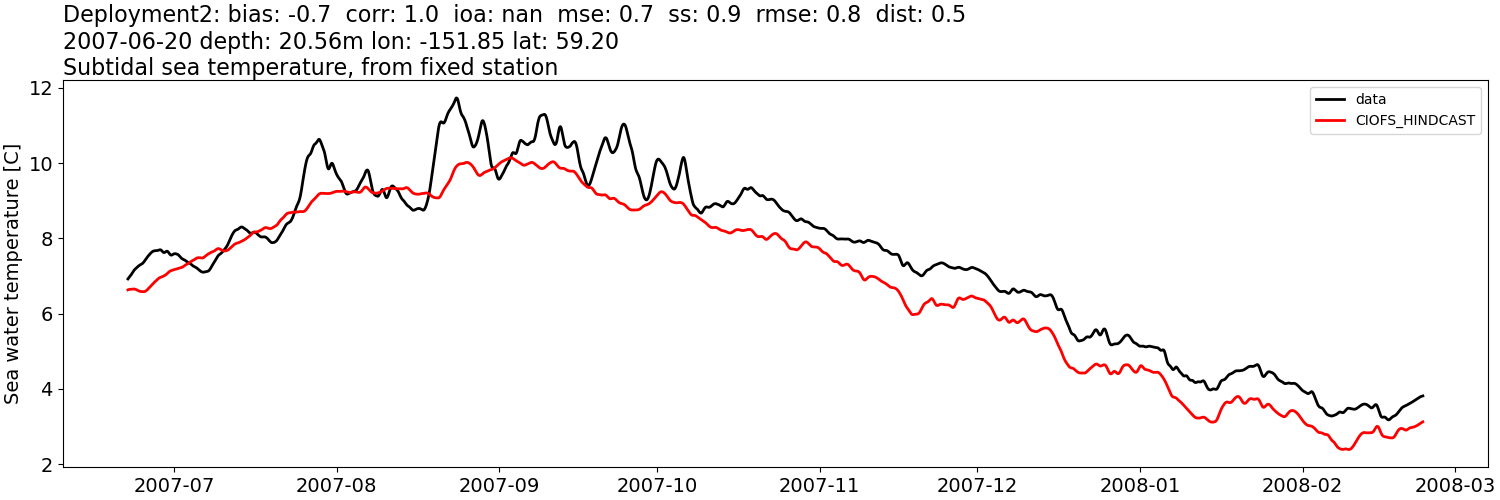 Deployment2: bias: -0.7  corr: 1.0  ioa: nan  mse: 0.7  ss: 0.9  rmse: 0.8  dist: 0.5
2007-06-20 depth: 20.56m lon: -151.85 lat: 59.20
Subtidal sea temperature, from fixed station
Sea water temperature [C]
12
10
8
6
4
2
data
CIOFS_HINDCAST
2007-07 2007-08 2007-09 2007-10 2007-11 2007-12 2008-01 2008-02 2008-03